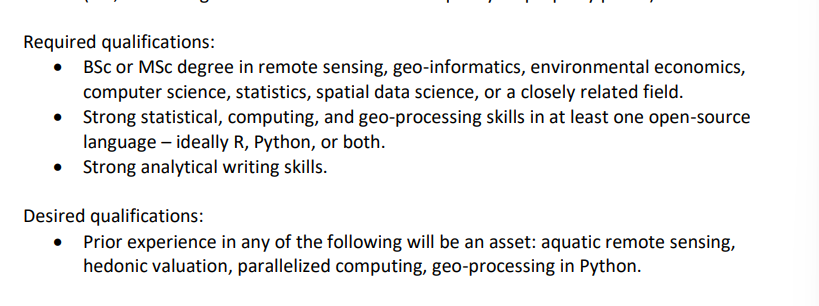 Required qualifications:
• BSc or MSc degree in remote sensing, geo-informatics, environmental economics,
computer science, statistics, spatial data science, or a closely related field.
• Strong statistical, computing, and geo-processing skills in at least one open-source
language – ideally R, Python, or both.
• Strong analytical writing skills.
Desired qualifications:
• Prior experience in any of the following will be an asset: aquatic remote sensing,
hedonic valuation, parallelized computing, geo-processing in Python.